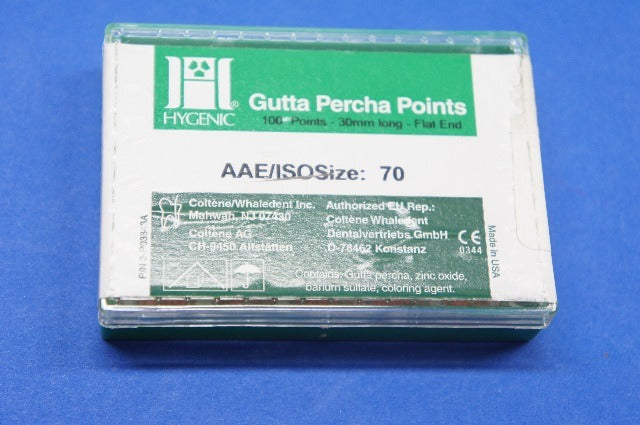 HYGENIC®
Gutta Percha Points
100 Points - 30mm long - Flat End
AAE/ISOSize: 70
Coltène/Whaledent Inc.
Mahwah, NJ 07430
Coltène AG
CH-9450 Altstätten
Authorized EU Rep.:
Coltène Whaledent
Dentalvertriebs GmbH
D-78462 Konstanz
CE
0344
Contains: Gutta percha, zinc oxide,
barium sulfate, coloring agent.
Made in USA
P/N